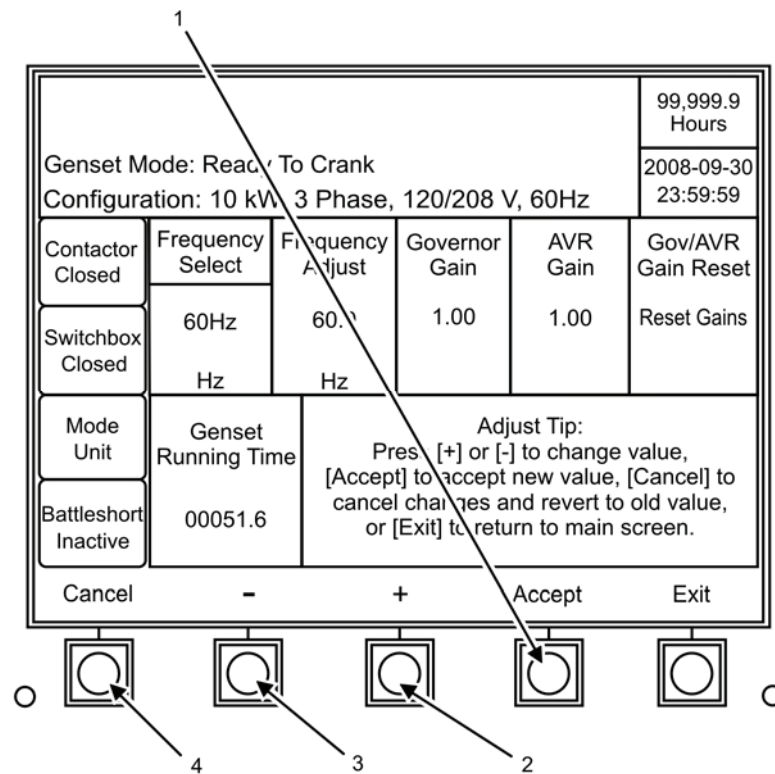 1
99,999.9
Hours
Genset Mode: Ready To Crank
2008-09-30
23:59:59
Configuration: 10 kW, 3 Phase, 120/208 V, 60Hz
Contactor
Closed
Frequency
Select
Frequency
Adjust
Governor
Gain
AVR
Gain
Gov/AVR
Gain Reset
Switchbox
Closed
60Hz
Hz
60.0
Hz
1.00
1.00
Reset Gains
Mode
Unit
Genset
Running Time
00051.6
Adjust Tip:
Press [+] or [-] to change value,
[Accept] to accept new value, [Cancel] to
cancel changes and revert to old value,
or [Exit] to return to main screen.
Battleshort
Inactive
Cancel
-
+
Accept
Exit
4
3
2